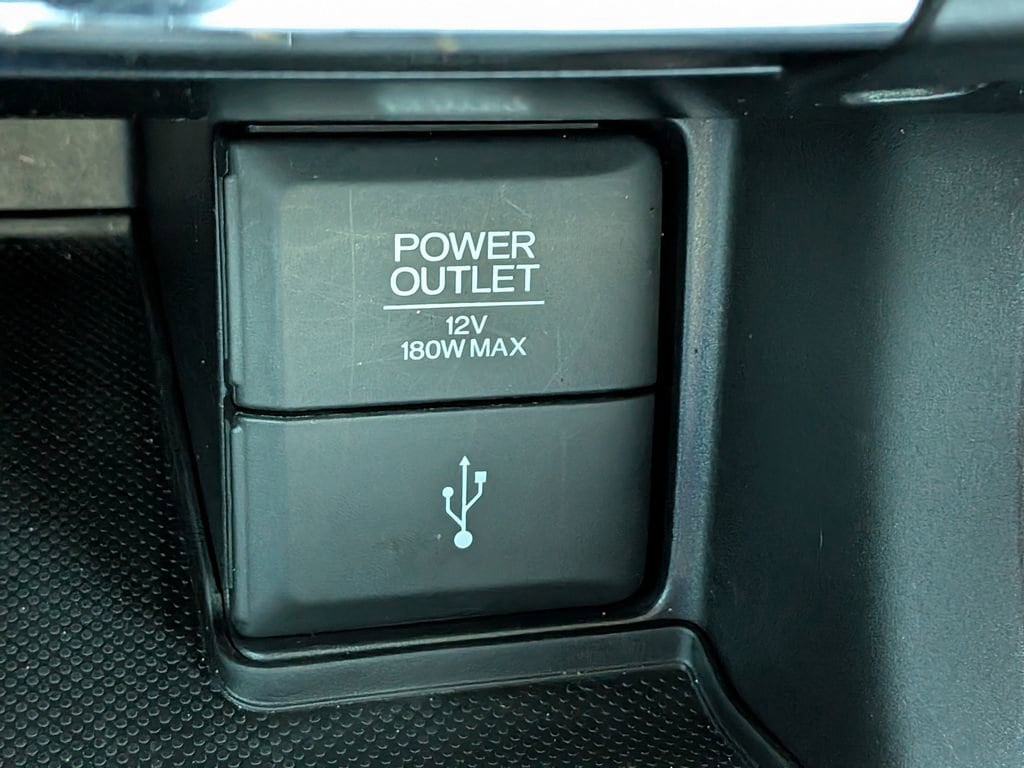 POWER
OUTLET
12V
180W MAX